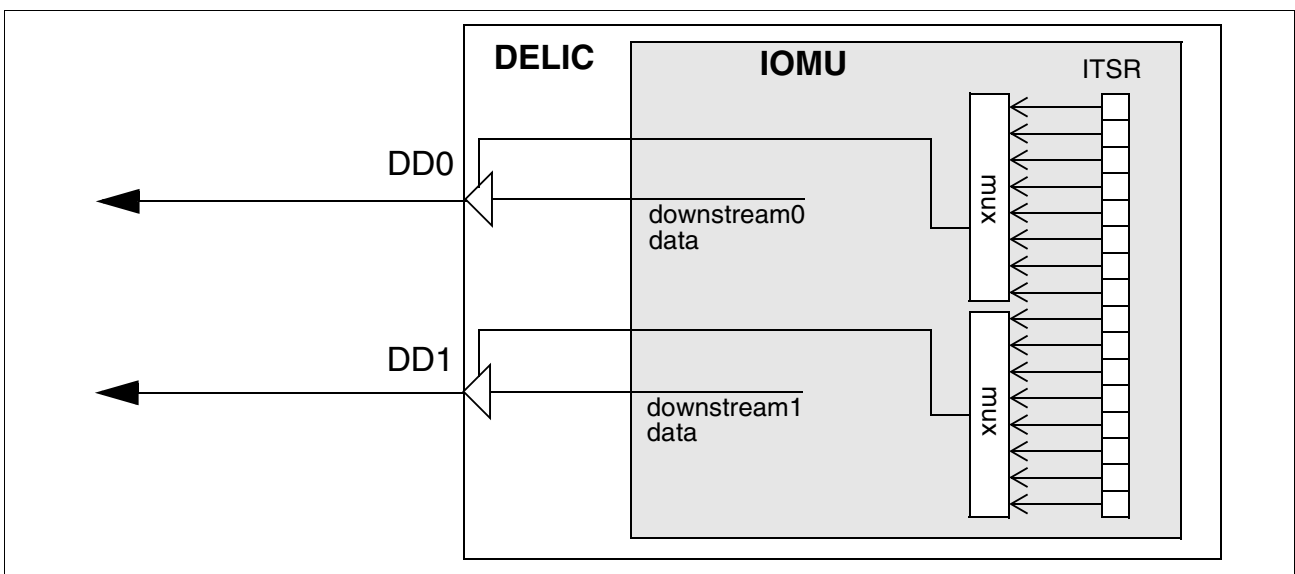 DELIC
IOMU
ITSR
DD0
mux
downstream0
data
DD1
mux
downstream1
data